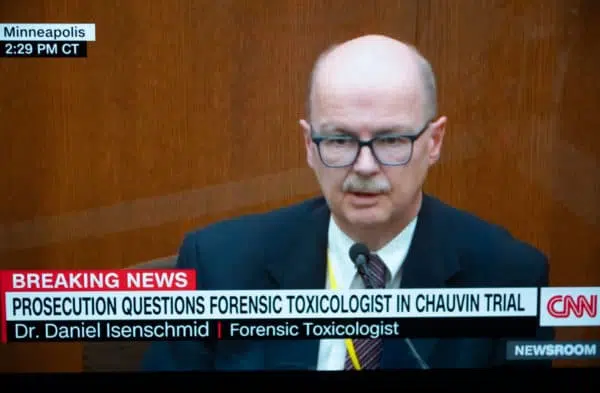 Minneapolis
2:29 PM CT
BREAKING NEWS
PROSECUTION QUESTIONS FORENSIC TOXICOLOGIST IN CHAUVIN TRIAL
Dr. Daniel Isenschmid | Forensic Toxicologist
CNN
NEWSROOM